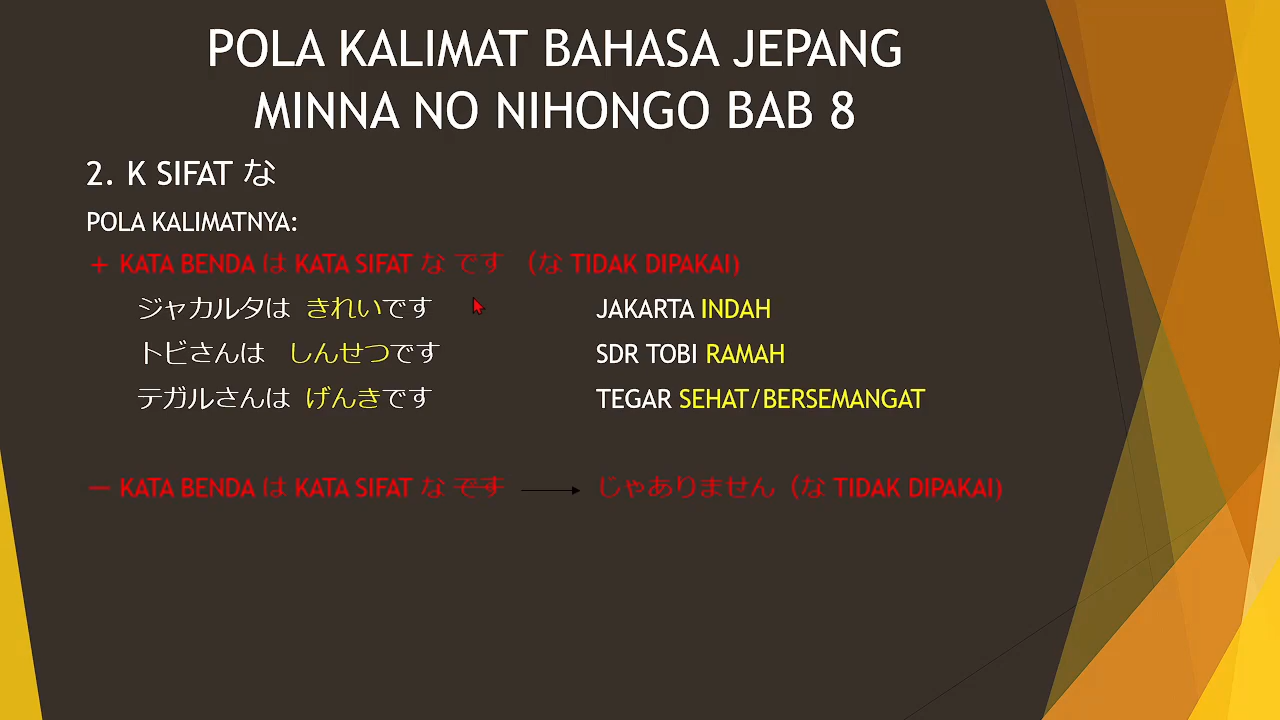 POLA KALIMAT BAHASA JEPANG
MINNA NO NIHONGO BAB 8
2. K SIFAT な
POLA KALIMATNYA:
＋ KATA BENDA は KATA SIFAT な です （な TIDAK DIPAKAI)
ジャカルタは きれいです JAKARTA INDAH
トビさんは しんせつです SDR TOBI RAMAH
テガルさんは げんきです TEGAR SEHAT/BERSEMANGAT
－ KATA BENDA は KATA SIFAT な です じゃありません（な TIDAK DIPAKAI)